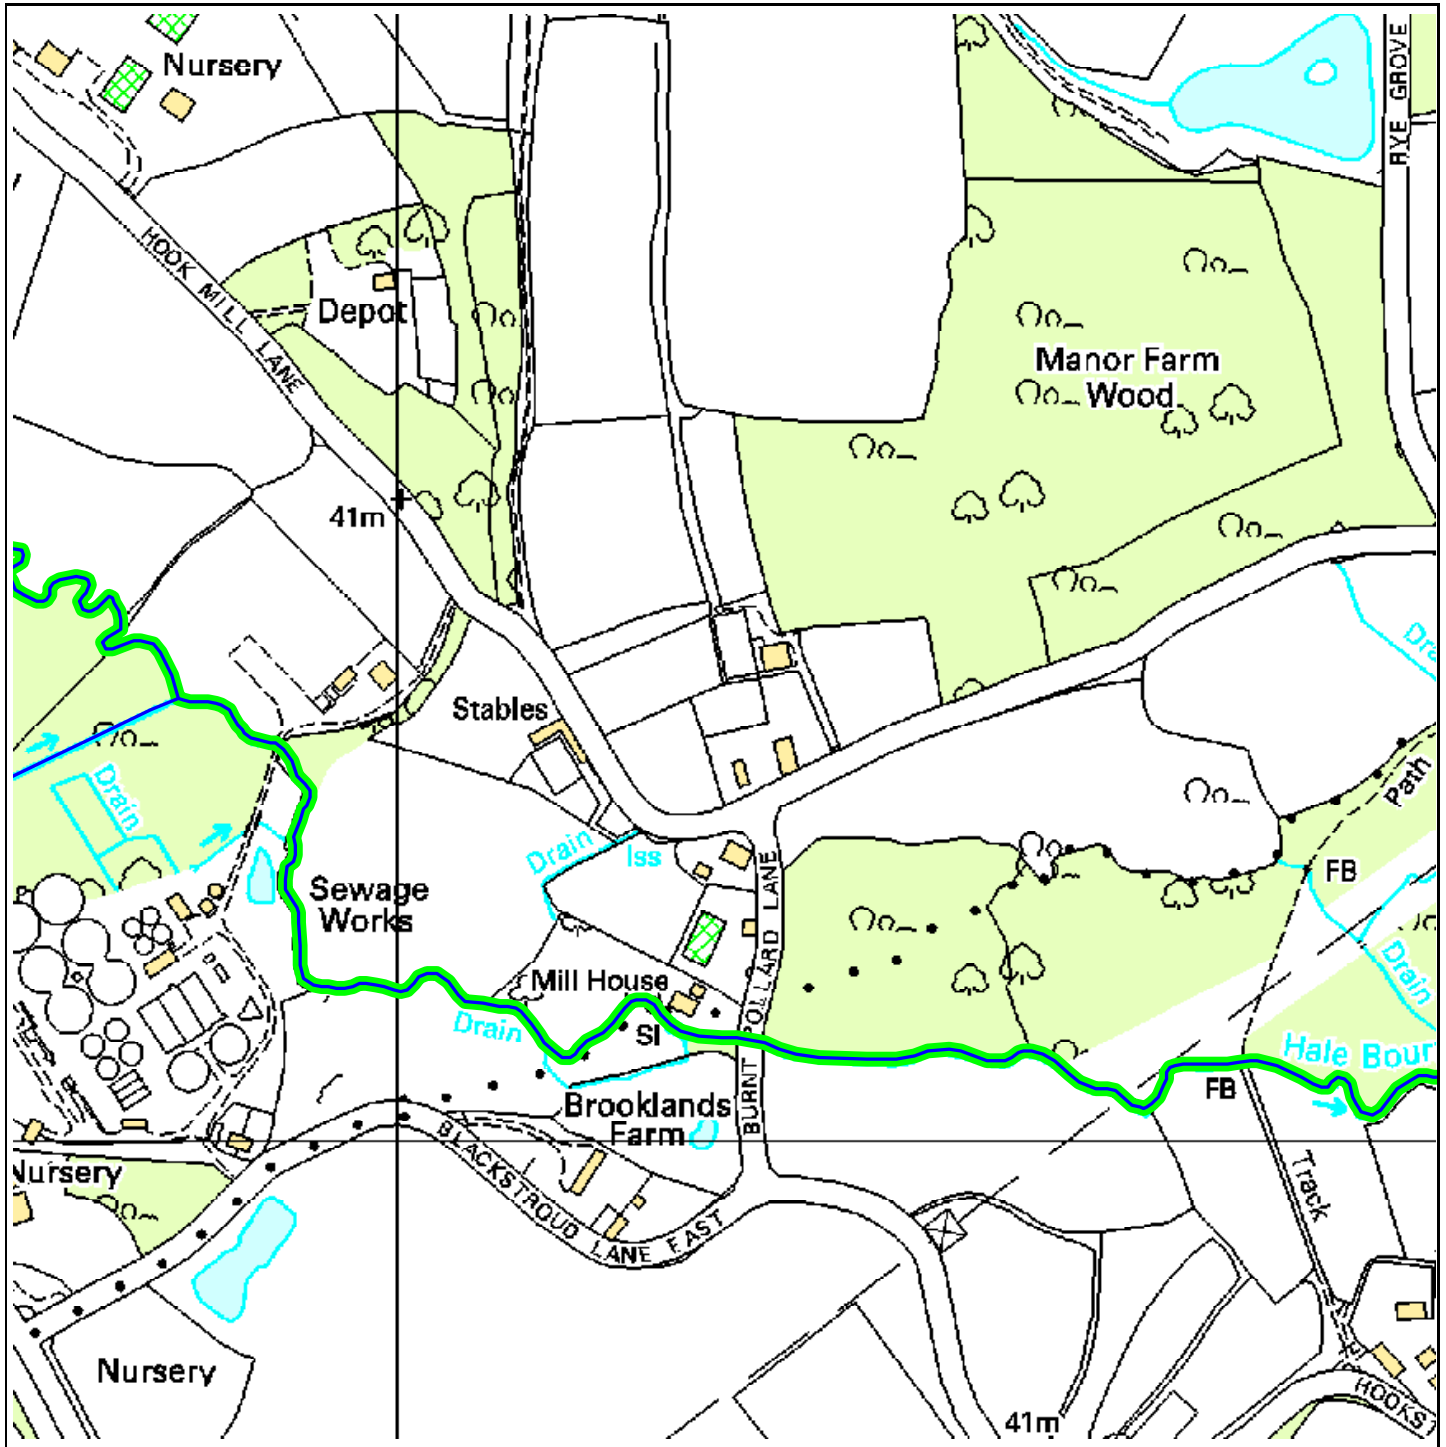 Nursery
RYE GROVE
HOOK MILL LANE
Depot
Manor Farm
Wood
41m
Stables
Drain
Path
Drain
Drain
Iss
FB
Sewage
Works
POLLARD LANE
Mill House
Drain
Drain
Sl
Hale Bour
FB
BURNT
Brooklands
Farm
BLACKSTROUD LANE EAST
Nursery
Track
Nursery
HOOKS
41m